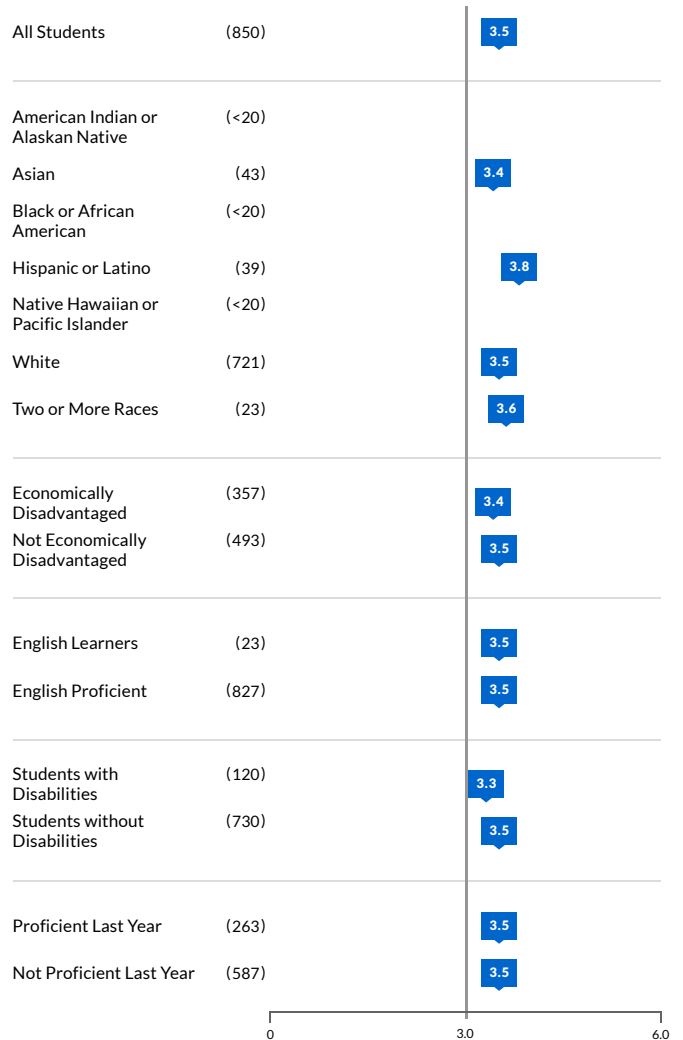 All Students (850) 3.5
American Indian or (<20)
Alaskan Native
Asian (43) 3.4
Black or African (<20)
American
Hispanic or Latino (39) 3.8
Native Hawaiian or (<20)
Pacific Islander
White (721) 3.5
Two or More Races (23) 3.6
Economically (357) 3.4
Disadvantaged
Not Economically (493) 3.5
Disadvantaged
English Learners (23) 3.5
English Proficient (827) 3.5
Students with (120) 3.3
Disabilities
Students without (730) 3.5
Disabilities
Proficient Last Year (263) 3.5
Not Proficient Last Year (587) 3.5
0 3.0 6.0